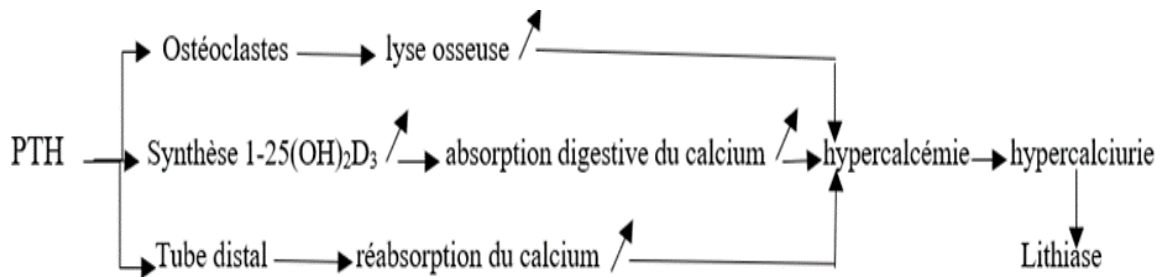 Ostéoclastes lyse osseuse
PTH Synthèse 1-25(OH)₂D₃ absorption digestive du calcium hypercalcémie hypercalciurie
Tube distal réabsorption du calcium Lithiase